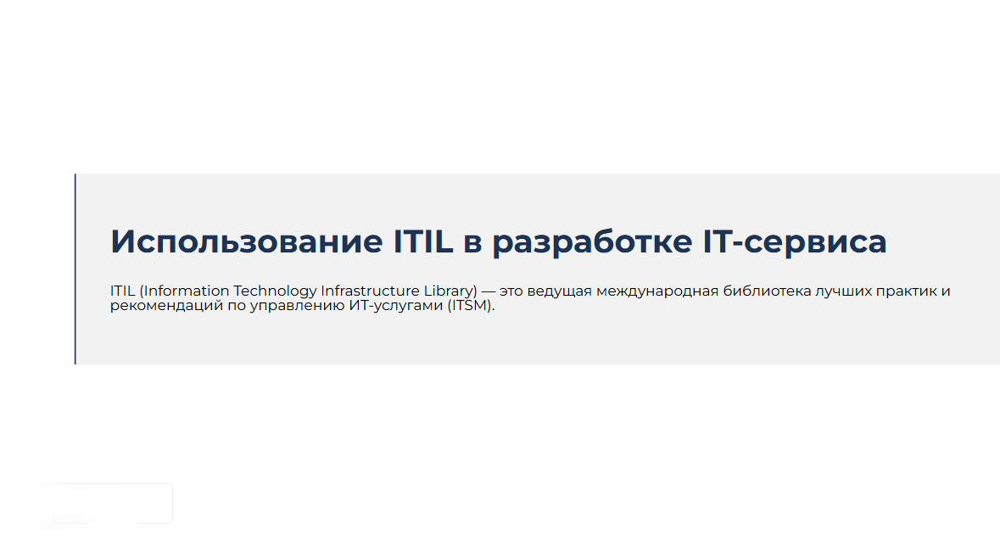 Использование ITIL в разработке IT-сервиса
ITIL (Information Technology Infrastructure Library) — это ведущая международная библиотека лучших практик и
рекомендаций по управлению ИТ-услугами (ITSM).